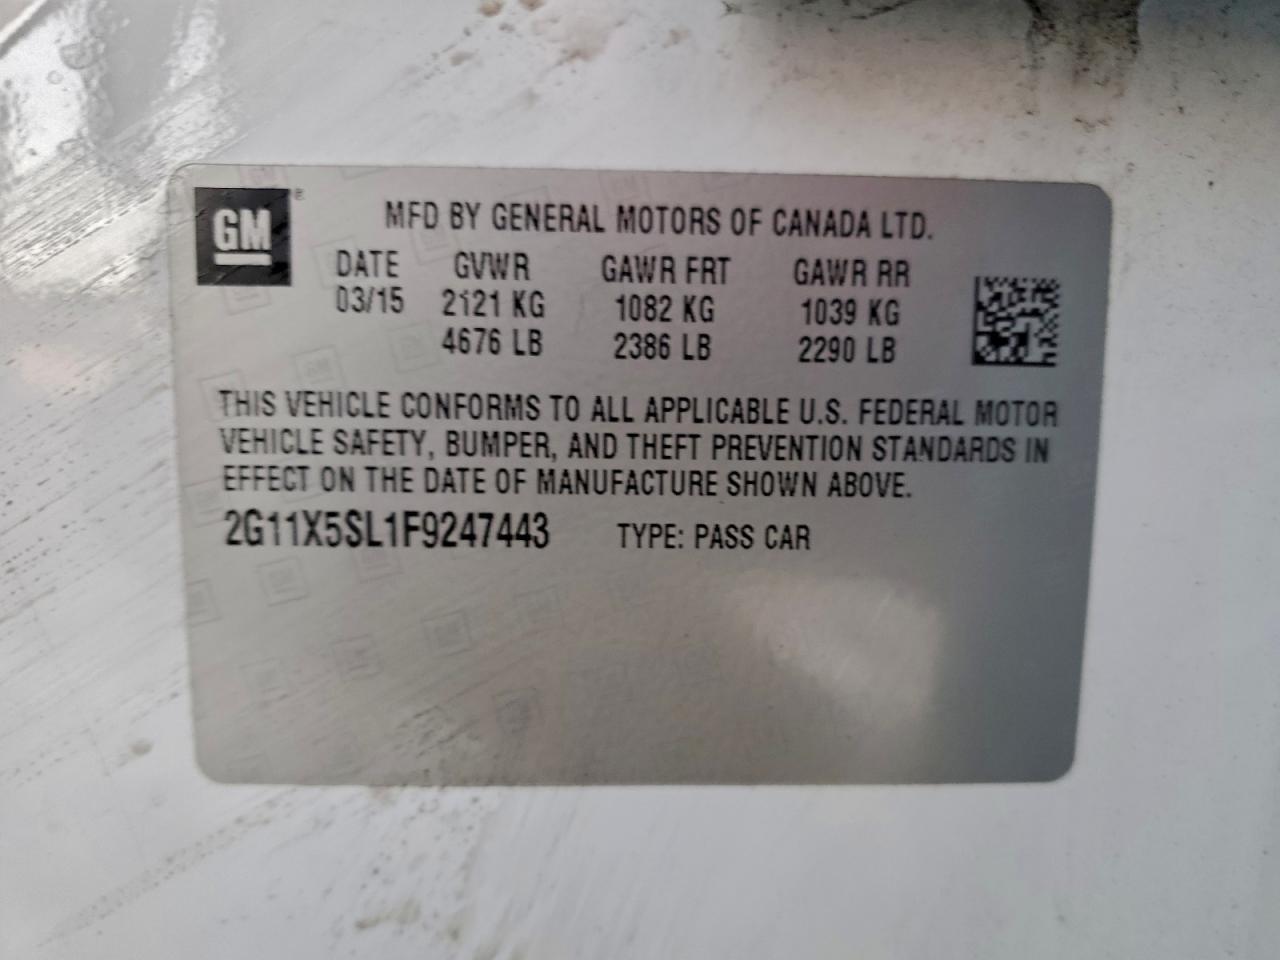 GM®
MFD BY GENERAL MOTORS OF CANADA LTD.
DATE GVWR GAWR FRT GAWR RR
03/15 2121 KG 1082 KG 1039 KG
4676 LB 2386 LB 2290 LB
THIS VEHICLE CONFORMS TO ALL APPLICABLE U.S. FEDERAL MOTOR
VEHICLE SAFETY, BUMPER, AND THEFT PREVENTION STANDARDS IN
EFFECT ON THE DATE OF MANUFACTURE SHOWN ABOVE.
2G11X5SL1F9247443 TYPE: PASS CAR